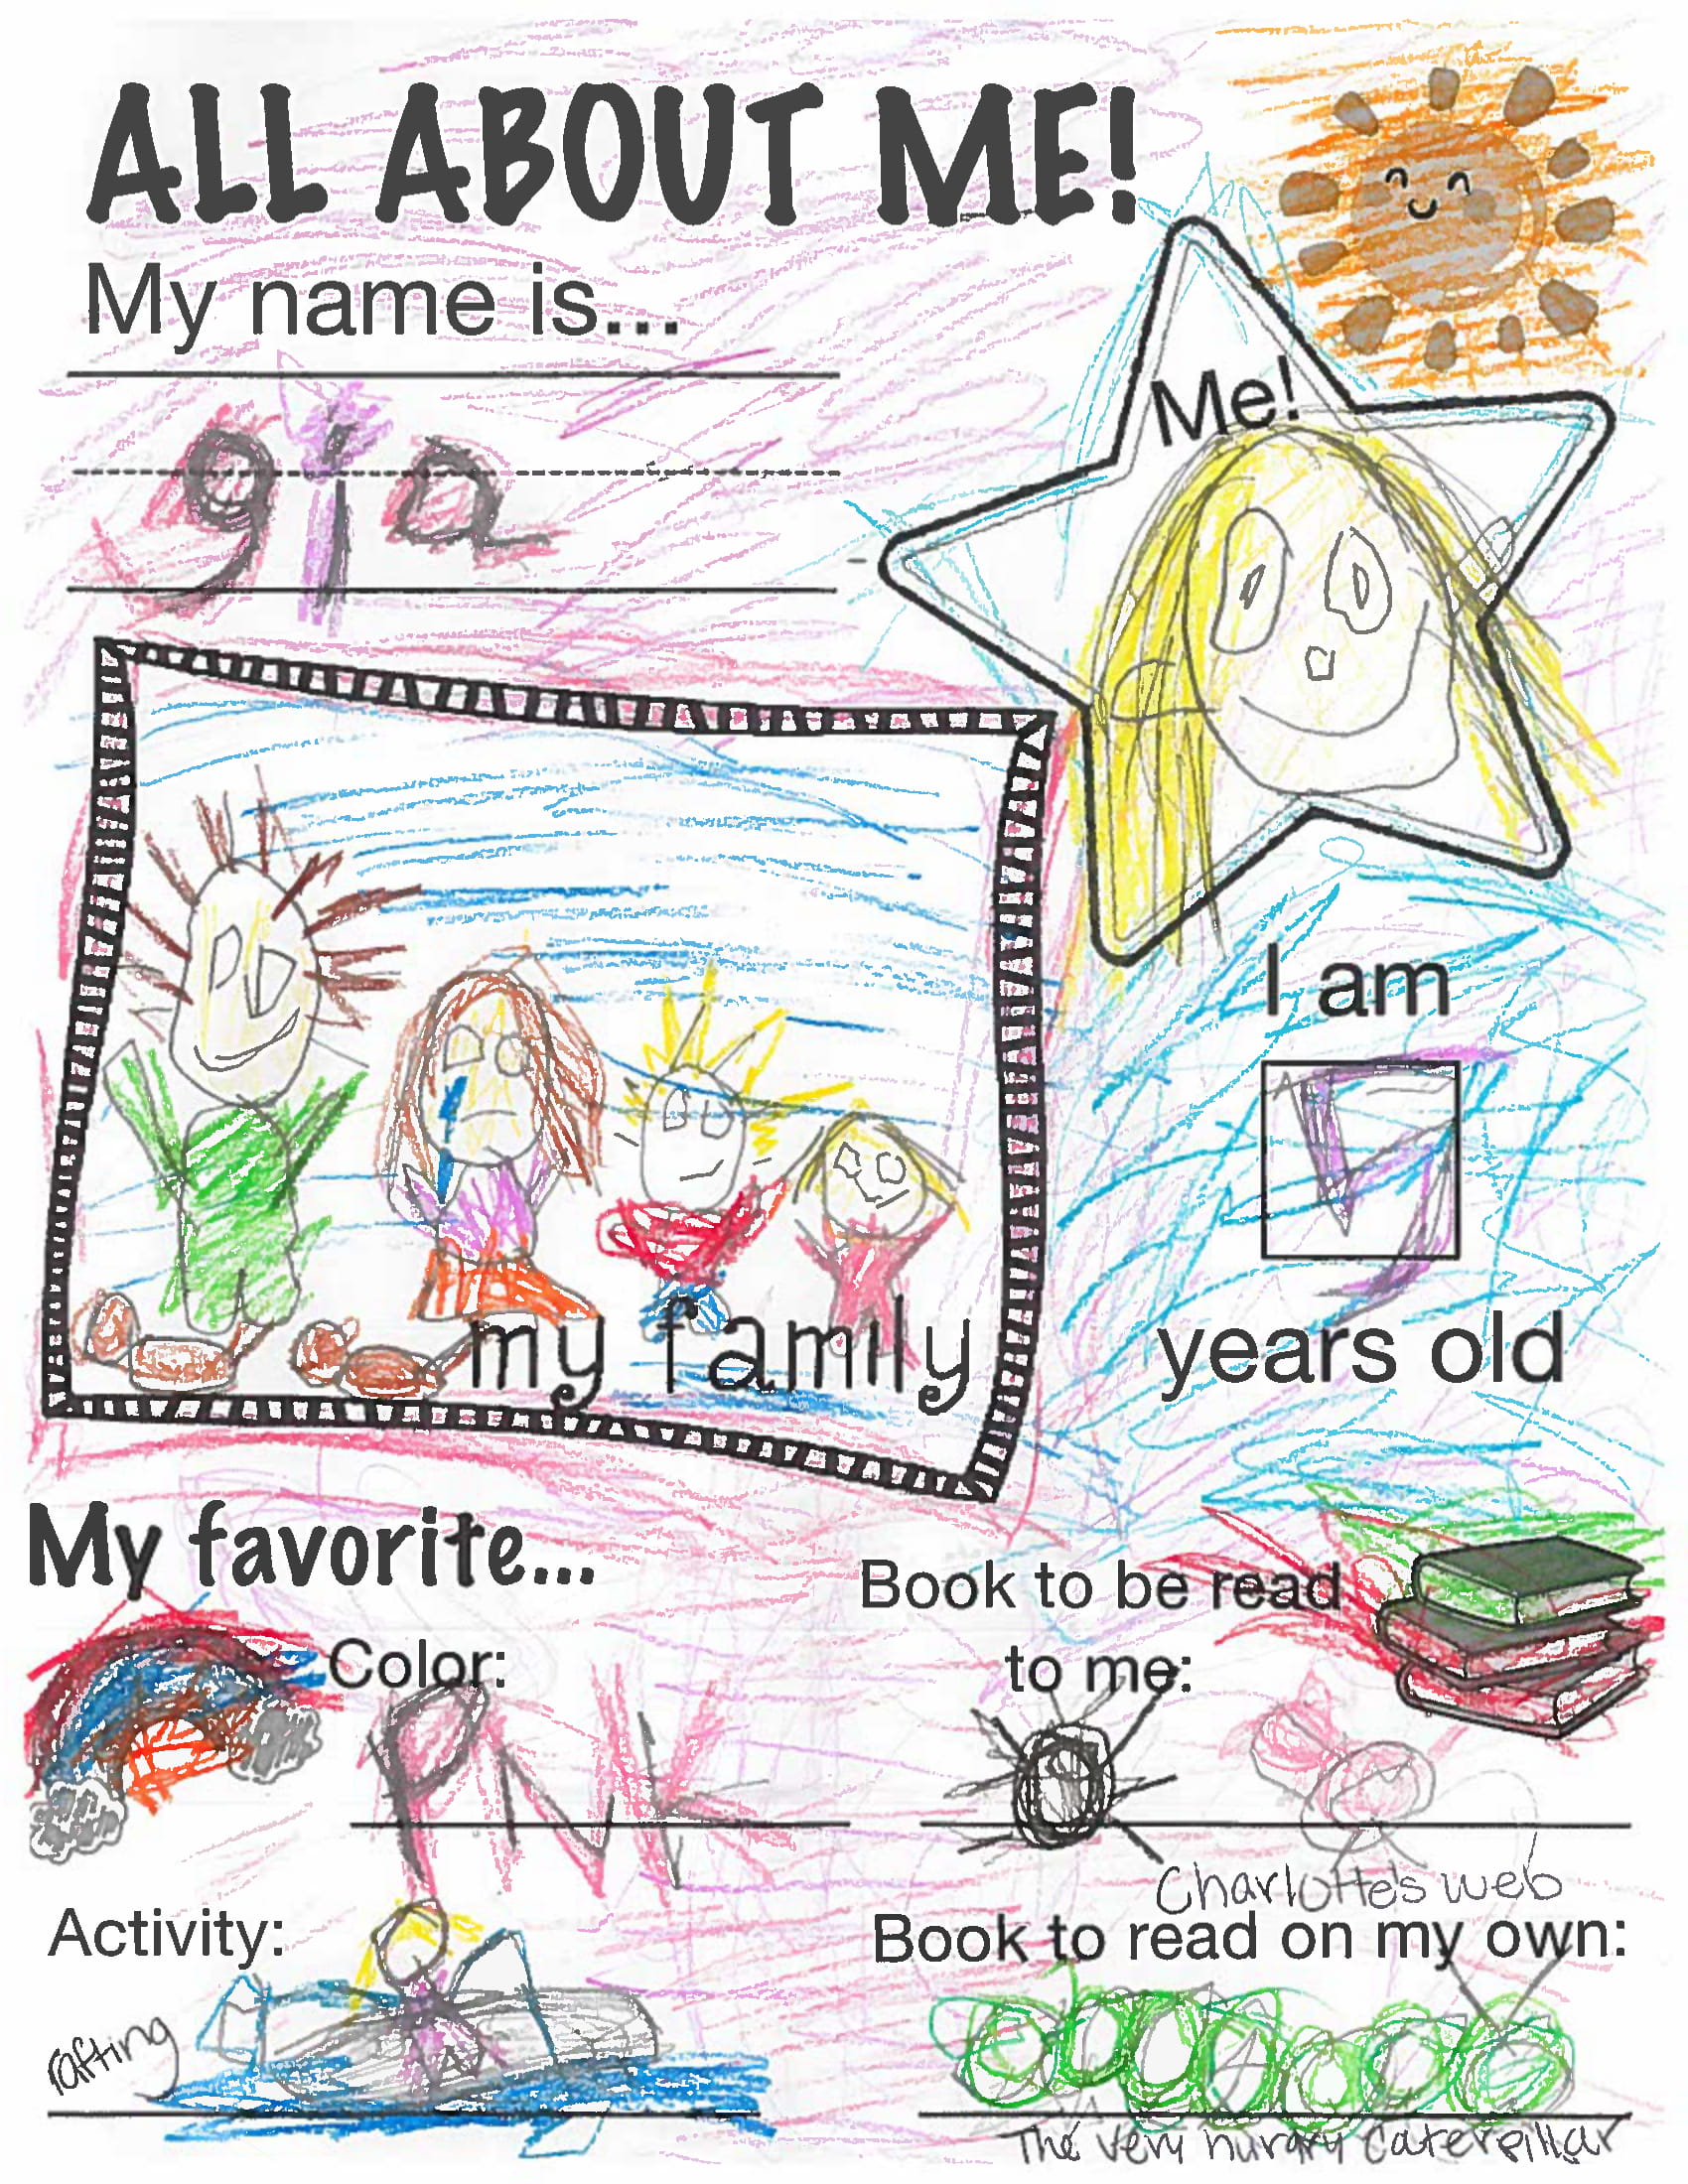 ALL ABOUT ME!
My name is...
gia
Me!
my family
I am
years old
My favorite...
Color:
PINK
Book to be read
to me:
Charlotte's web
Activity:
rafting
Book to read on my own:
The very hungry caterpillar